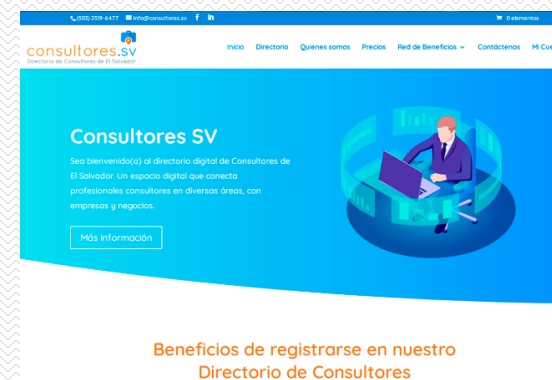 (503) 2519-6477 info@consultores.sv 0 elementos
consultores.sv
Directorio de Consultores de El Salvador
Inicio Directorio Quienes somos Precios Red de Beneficios Contáctenos Mi Cue
Consultores SV
Sea bienvenido(a) al directorio digital de Consultores de
El Salvador. Un espacio digital que conecta
profesionales consultores en diversas áreas, con
empresas y negocios.
Más información
Beneficios de registrarse en nuestro
Directorio de Consultores